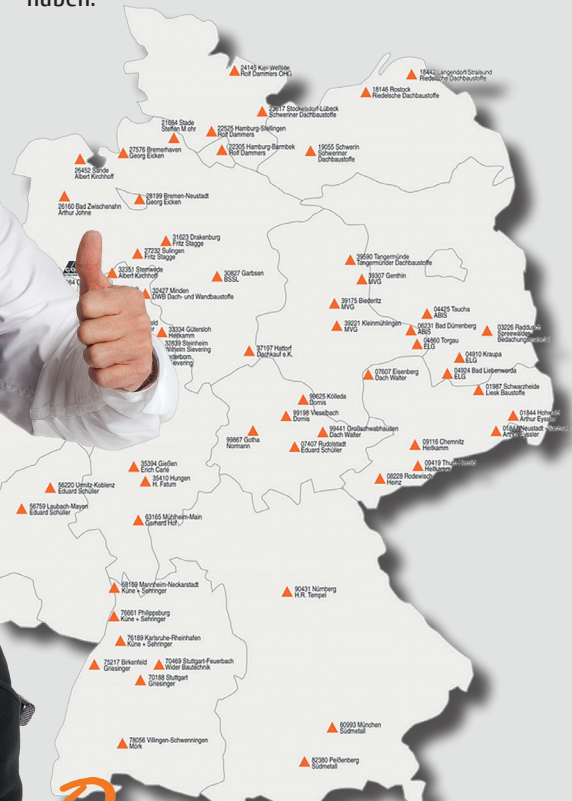 haben.
24145 Kiel-Wellsee
Rolf Dammers OHG
18442 Langendorf/Stralsund
Riedelsche Dachbaustoffe
18146 Rostock
Riedelsche Dachbaustoffe
23617 Stockelsdorf-Lübeck
Schweriner Dachbaustoffe
21684 Stade
Steffan Mohr
22525 Hamburg-Stellingen
Rolf Dammers
22305 Hamburg-Barmbek
Rolf Dammers
19055 Schwerin
Schweriner
Dachbaustoffe
27576 Bremerhaven
Georg Eicken
26452 Sande
Albert Kirchhoff
28199 Bremen-Neustadt
Georg Eicken
26160 Bad Zwischenahn
Arthur Johne
31623 Drakenburg
Fritz Stagge
27232 Sulingen
Fritz Stagge
32351 Stemwede
Albert Kirchhoff
30827 Garbsen
BSSL
39590 Tangermünde
Tangermünder Dachbaustoffe
39307 Genthin
MVG
32427 Minden
DWB Dach- und Wandbaustoffe
39175 Biederitz
MVG
39221 Kleinmühlingen
MVG
04425 Taucha
ABIS
06231 Bad Dürrenberg
ABIS
03226 Raddusch
Spreewälder
04860 Torgau
ELG
33334 Gütersloh
Heitkamm
32839 Steinheim
Wilhelm Sievering
37197 Hattorf
Dachkauf e.K.
04910 Kraupa
ELG
04924 Bad Liebenwerda
ELG
07607 Eisenberg
Dach Walter
01987 Schwarzheide
Liesk Baustoffe
99625 Kölleda
Domis
99198 Vieselbach
Domis
01844
Arthur Eyssler
99441 Großschwabhausen
Dach Walter
99867 Gotha
Normann
07407 Rudolstadt
Eduard Schüller
09116 Chemnitz
Heitkamm
09419
Heitkamm
08228 Rodewisch
Heinz
35394 Gießen
Erich Carlé
35410 Hungen
H. Fatum
56220 Urmitz-Koblenz
Eduard Schüller
56759 Laubach-Mayen
Eduard Schüller
63165 Mühlheim-Main
Gerhard Hof
68169 Mannheim-Neckarstadt
Küne + Sehringer
90431 Nürnberg
H.R. Tempel
76661 Philippsburg
Küne + Sehringer
76189 Karlsruhe-Rheinhafen
Küne + Sehringer
75217 Birkenfeld
Griesinger
70469 Stuttgart-Feuerbach
Wider Bautechnik
70188 Stuttgart
Griesinger
80993 München
Südmetall
78056 Villingen-Schwenningen
Mörk
82380 Peißenberg
Südmetall